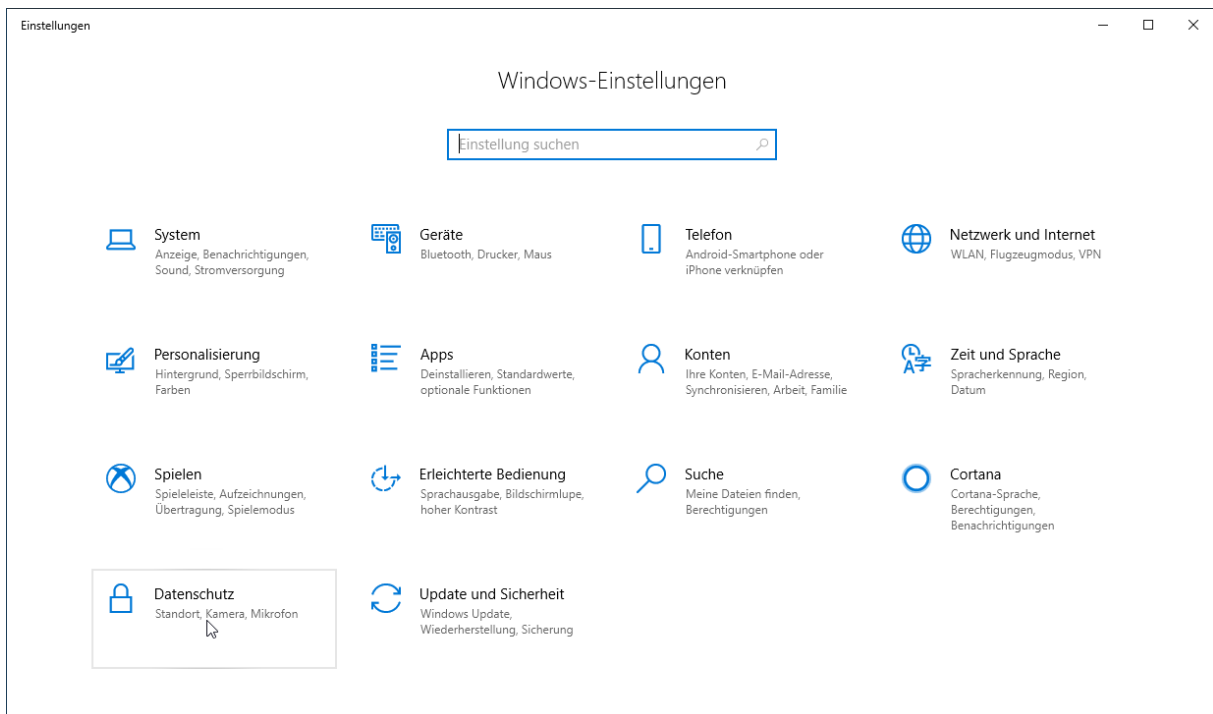 Einstellungen
Windows-Einstellungen
Einstellung suchen
System
Anzeige, Benachrichtigungen,
Sound, Stromversorgung
Geräte
Bluetooth, Drucker, Maus
Telefon
Android-Smartphone oder
iPhone verknüpfen
Netzwerk und Internet
WLAN, Flugzeugmodus, VPN
Personalisierung
Hintergrund, Sperrbildschirm,
Farben
Apps
Deinstallieren, Standardwerte,
optionale Funktionen
Konten
Ihre Konten, E-Mail-Adresse,
Synchronisieren, Arbeit, Familie
Zeit und Sprache
Spracherkennung, Region,
Datum
Spielen
Spieleleiste, Aufzeichnungen,
Übertragung, Spielemodus
Erleichterte Bedienung
Sprachausgabe, Bildschirmlupe,
hoher Kontrast
Suche
Meine Dateien finden,
Berechtigungen
Cortana
Cortana-Sprache,
Berechtigungen,
Benachrichtigungen
Datenschutz
Standort, Kamera, Mikrofon
Update und Sicherheit
Windows Update,
Wiederherstellung, Sicherung